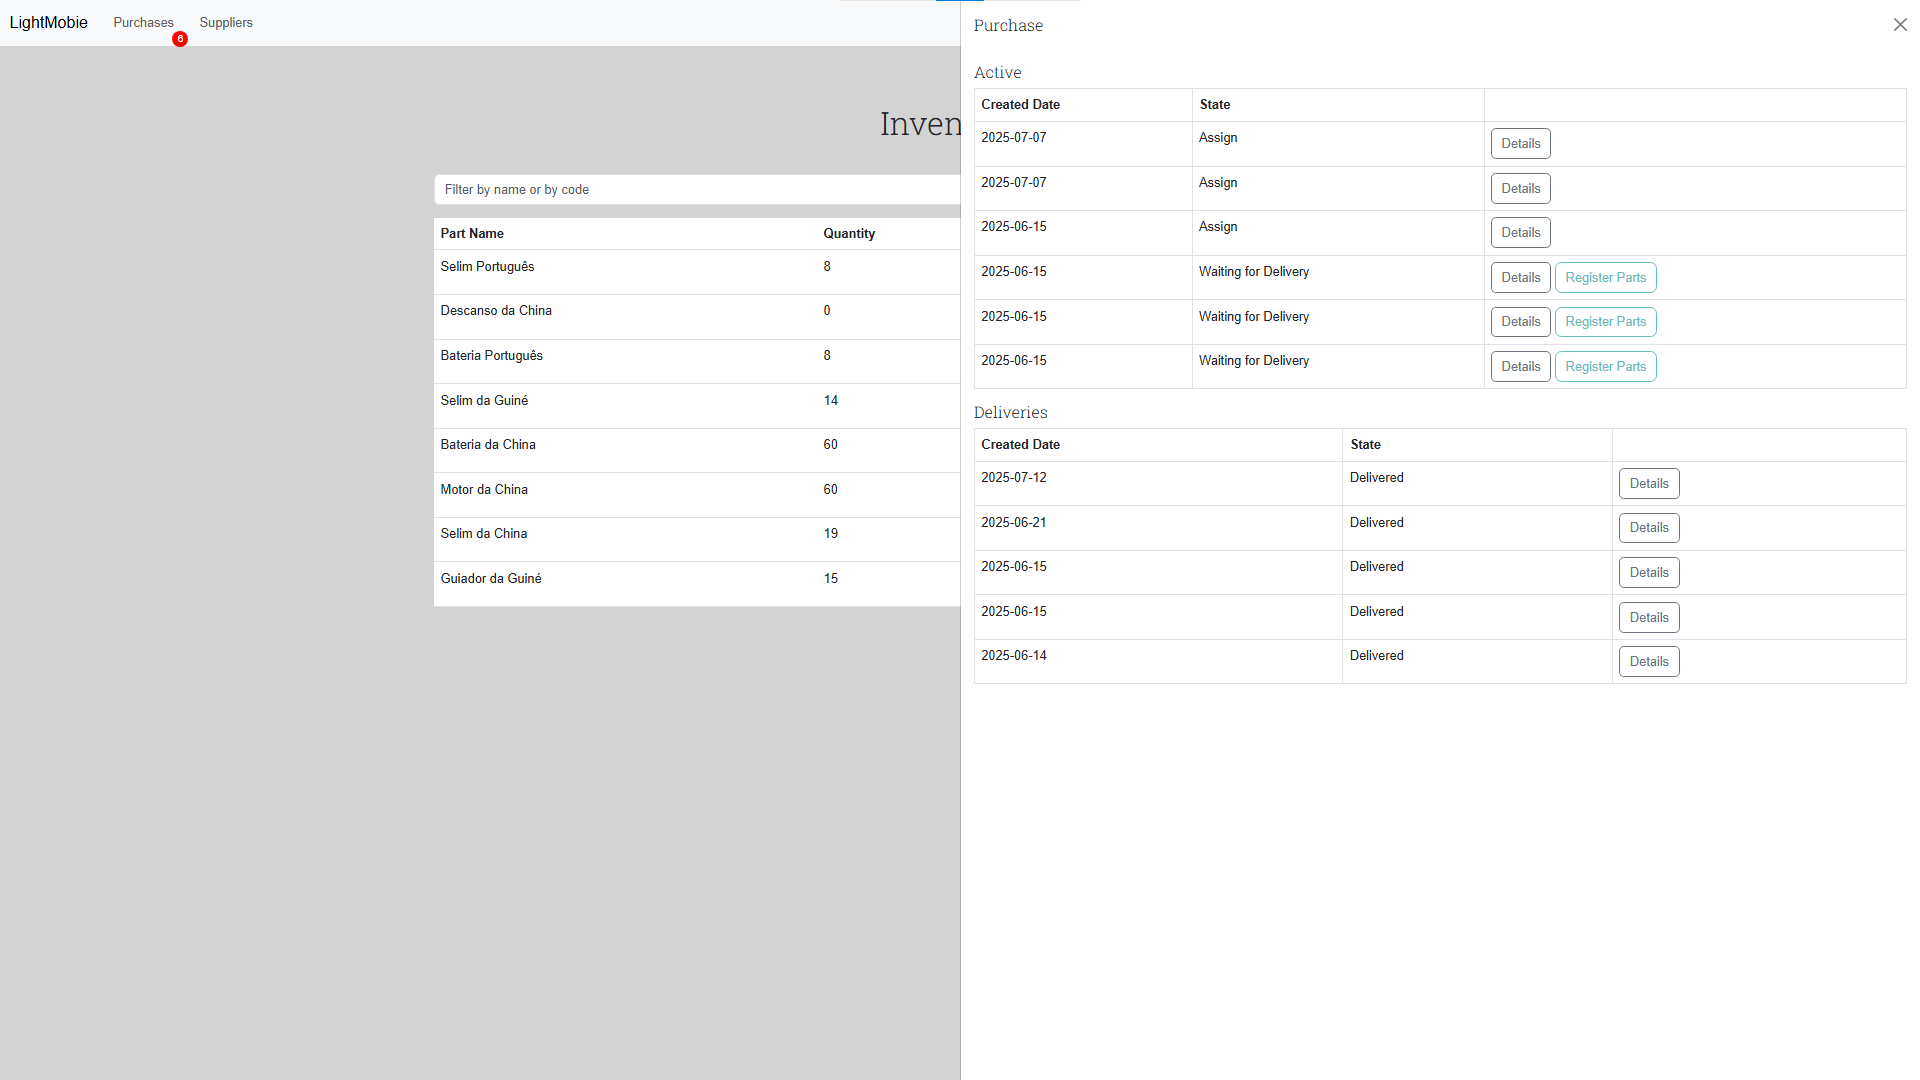 LightMobie Purchases Suppliers
6
Inven
Filter by name or by code
Part Name Quantity
Selim Português 8
Descanso da China 0
Bateria Português 8
Selim da Guiné 14
Bateria da China 60
Motor da China 60
Selim da China 19
Guiador da Guiné 15
Purchase
Active
Created Date State
2025-07-07 Assign Details
2025-07-07 Assign Details
2025-06-15 Assign Details
2025-06-15 Waiting for Delivery Details Register Parts
2025-06-15 Waiting for Delivery Details Register Parts
2025-06-15 Waiting for Delivery Details Register Parts
Deliveries
Created Date State
2025-07-12 Delivered Details
2025-06-21 Delivered Details
2025-06-15 Delivered Details
2025-06-15 Delivered Details
2025-06-14 Delivered Details